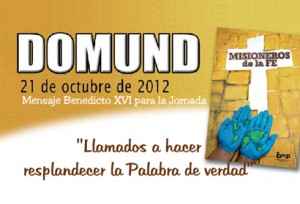 DOMUND
21 de octubre de 2012
Mensaje Benedicto XVI para la Jornada
MISIONEROS
de la FE
"Llamados a hacer
resplandecer la Palabra de verdad"